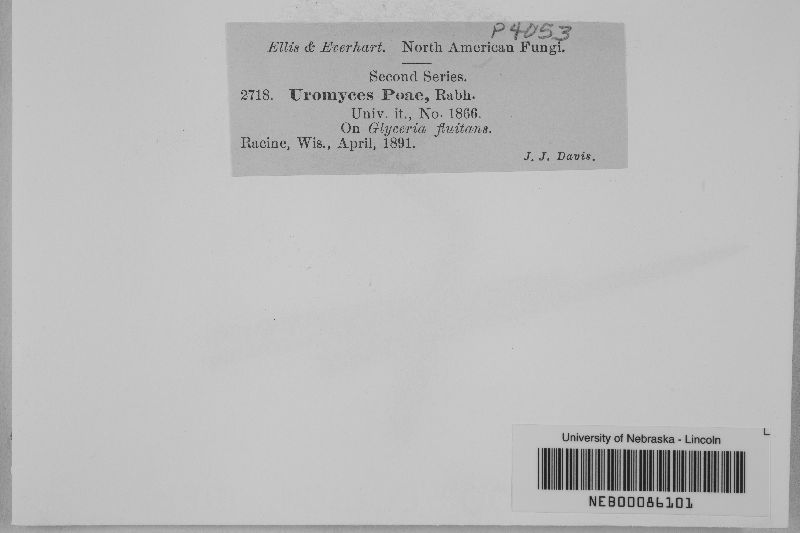 P4053
Ellis & Everhart. North American Fungi.
Second Series.
2718. Uromyces Poae, Rabh.
Univ. it., No. 1866.
On Glyceria fluitans.
Racine, Wis., April, 1891.
J. J. Davis.
University of Nebraska - Lincoln
NEB00086101